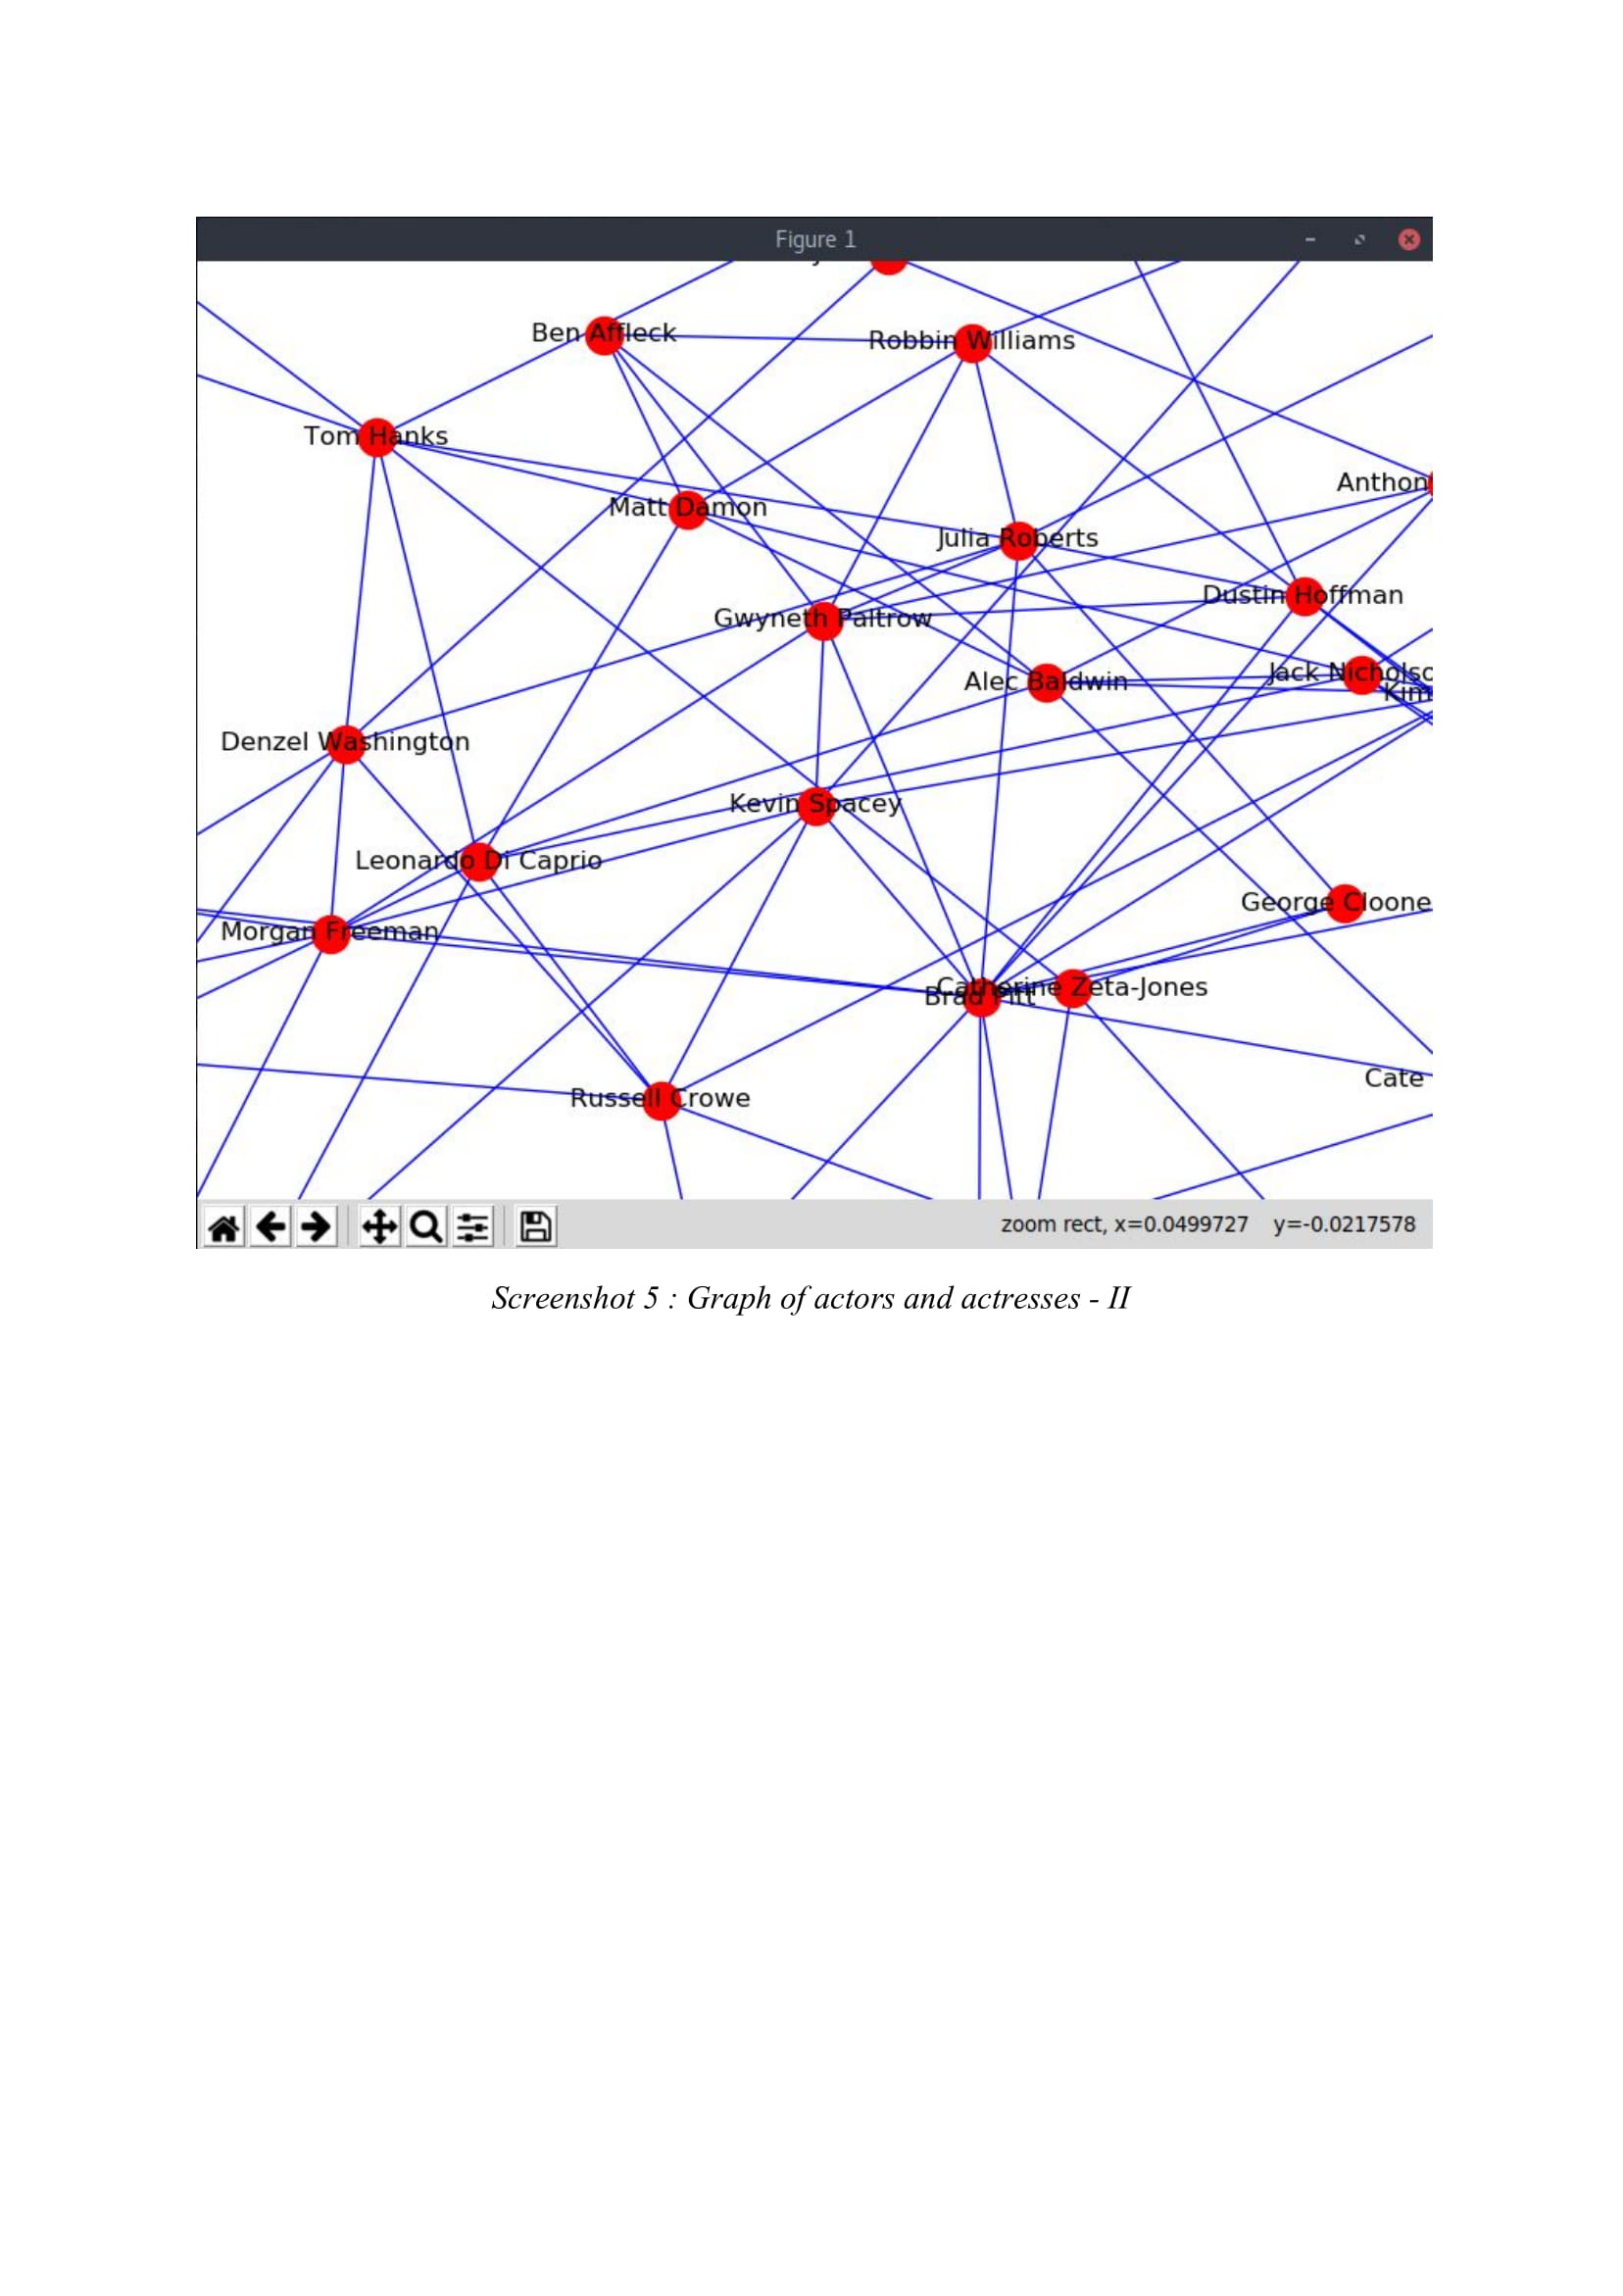 Figure 1
Ben Affleck
Robbin Williams
Tom Hanks
Anthon
Matt Damon
Julia Roberts
Dustin Hoffman
Gwyneth Paltrow
Alec Baldwin
Jack Nicholso
Kim
Denzel Washington
Kevin Spacey
Leonardo Di Caprio
George Cloone
Morgan Freeman
Catherine Zeta-Jones
Brad Pitt
Cate
Russell Crowe
zoom rect, x=0.0499727 y=-0.0217578
Screenshot 5 : Graph of actors and actresses - II